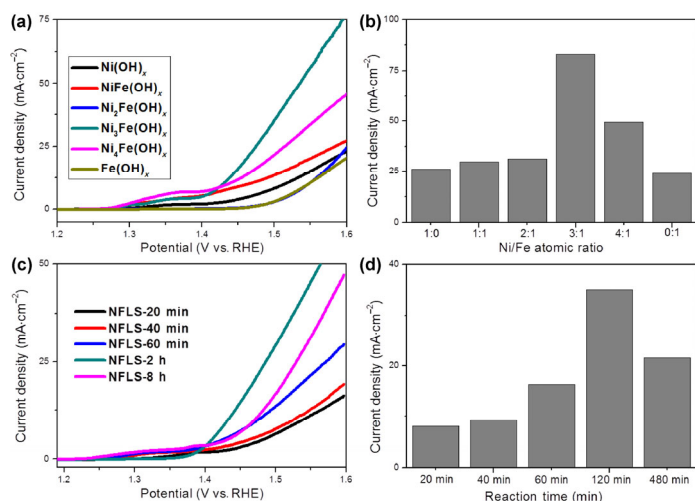 (a)
75
50
25
0
Current density (mA·cm⁻²)
Ni(OH)ₓ
NiFe(OH)ₓ
Ni₂Fe(OH)ₓ
Ni₃Fe(OH)ₓ
Ni₄Fe(OH)ₓ
Fe(OH)ₓ
1.2 1.3 1.4 1.5 1.6
Potential (V vs. RHE)
(b)
100
75
50
25
0
Current density (mA·cm⁻²)
1:0 1:1 2:1 3:1 4:1 0:1
Ni/Fe atomic ratio
(c)
50
25
0
Current density (mA·cm⁻²)
NFLS-20 min
NFLS-40 min
NFLS-60 min
NFLS-2 h
NFLS-8 h
1.2 1.3 1.4 1.5 1.6
Potential (V vs. RHE)
(d)
40
20
0
Current density (mA·cm⁻²)
20 min 40 min 60 min 120 min 480 min
Reaction time (min)